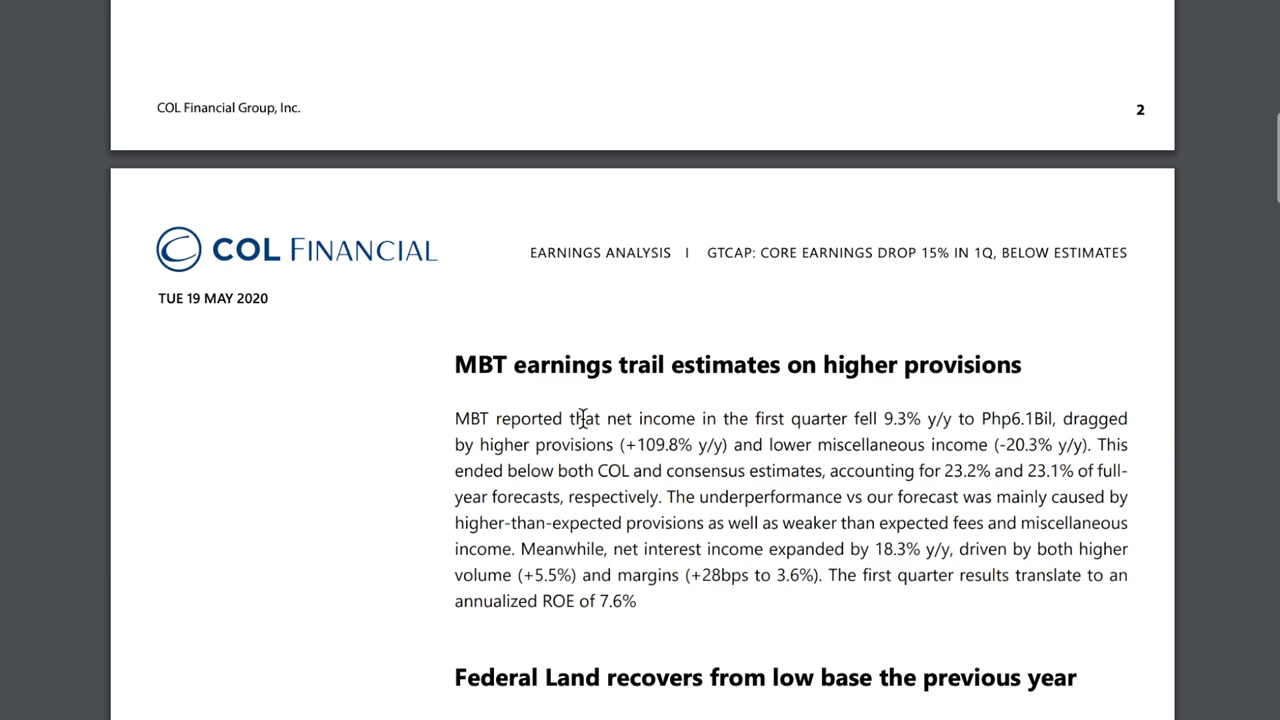 COL Financial Group, Inc.
2
COL FINANCIAL
EARNINGS ANALYSIS I GTCAP: CORE EARNINGS DROP 15% IN 1Q, BELOW ESTIMATES
TUE 19 MAY 2020
MBT earnings trail estimates on higher provisions
MBT reported that net income in the first quarter fell 9.3% y/y to Php6.1Bil, dragged
by higher provisions (+109.8% y/y) and lower miscellaneous income (-20.3% y/y). This
ended below both COL and consensus estimates, accounting for 23.2% and 23.1% of full-
year forecasts, respectively. The underperformance vs our forecast was mainly caused by
higher-than-expected provisions as well as weaker than expected fees and miscellaneous
income. Meanwhile, net interest income expanded by 18.3% y/y, driven by both higher
volume (+5.5%) and margins (+28bps to 3.6%). The first quarter results translate to an
annualized ROE of 7.6%
Federal Land recovers from low base the previous year